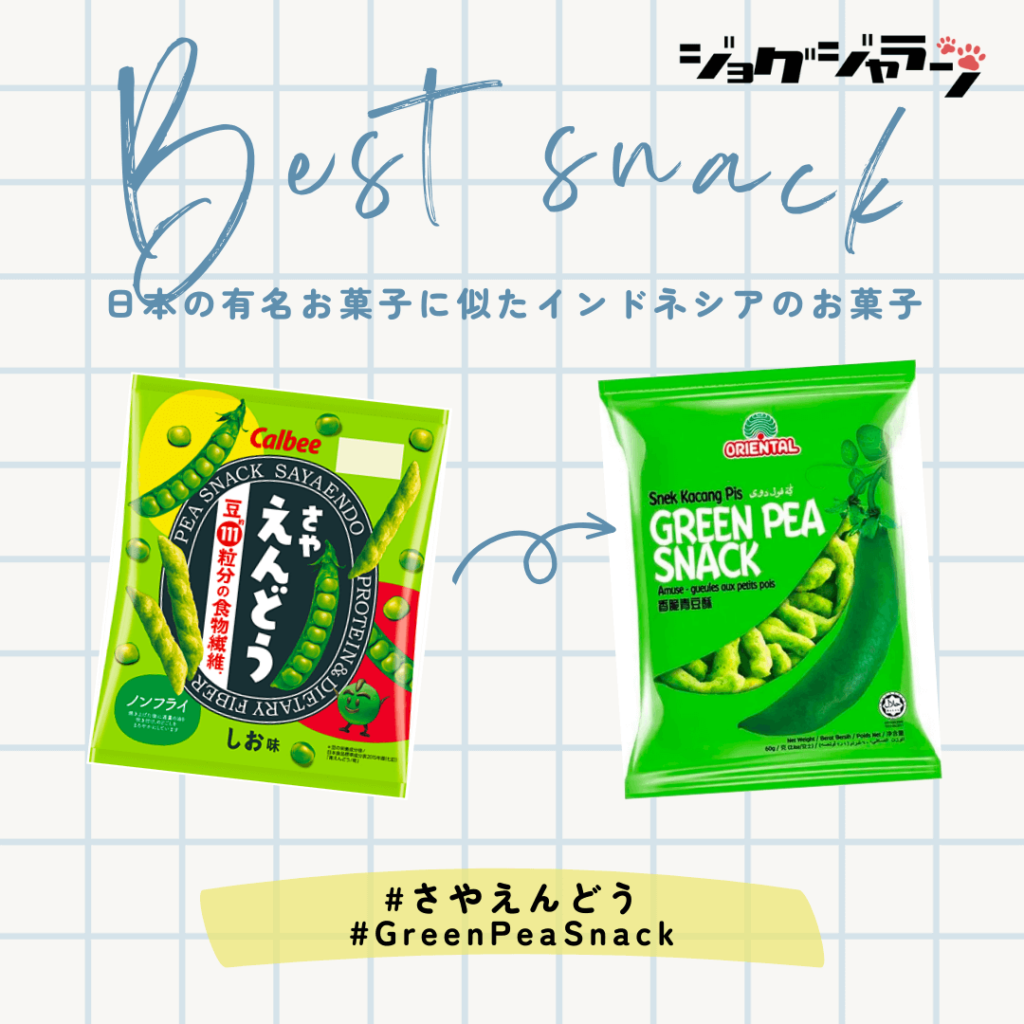 ジョグジャラーン
Best snack
日本の有名お菓子に似たインドネシアのお菓子
Calbee
PEA SNACK SAYAENDO
PROTEIN & DIETARY FIBER
さや
えんどう
豆約111粒分の食物繊維*
ノンフライ
しお味
ORIENTAL
Snek Kacang Pis
GREEN PEA
SNACK
Amuse - gueules aux petits pois
香脆青豆酥
#さやえんどう
#GreenPeaSnack